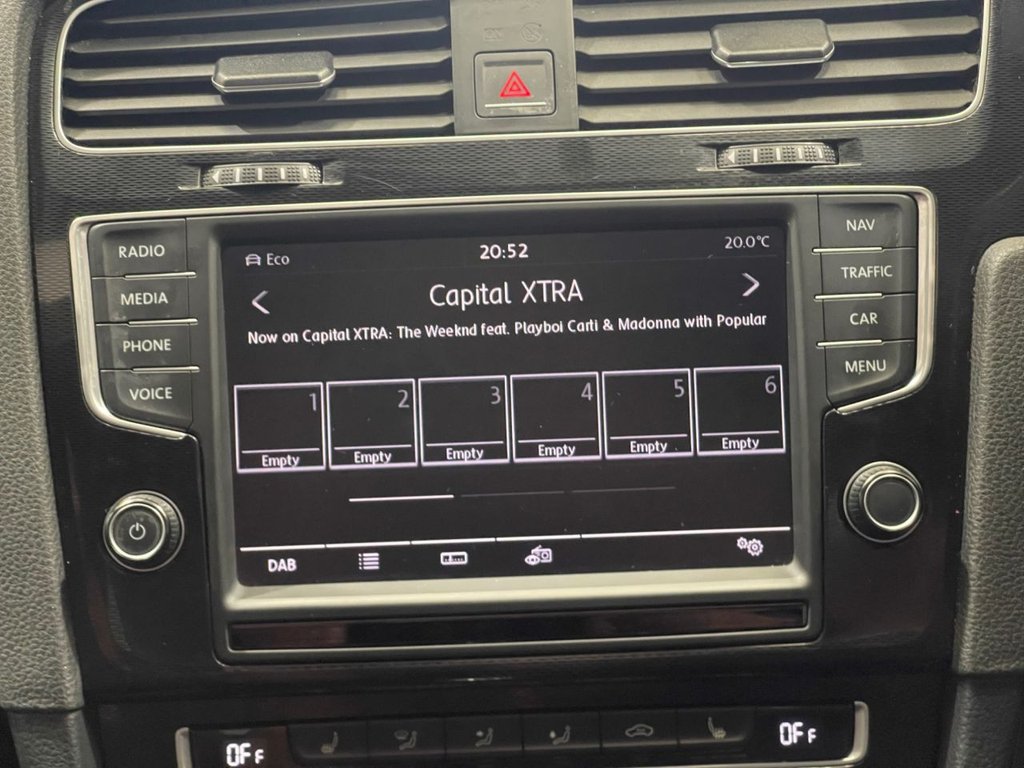 RADIO
MEDIA
PHONE
VOICE
Eco
20:52
20.0°C
Capital XTRA
Now on Capital XTRA: The Weeknd feat. Playboi Carti & Madonna with Popular
1 2 3 4 5 6
Empty Empty Empty Empty Empty Empty
DAB
NAV
TRAFFIC
CAR
MENU
OFF OFF